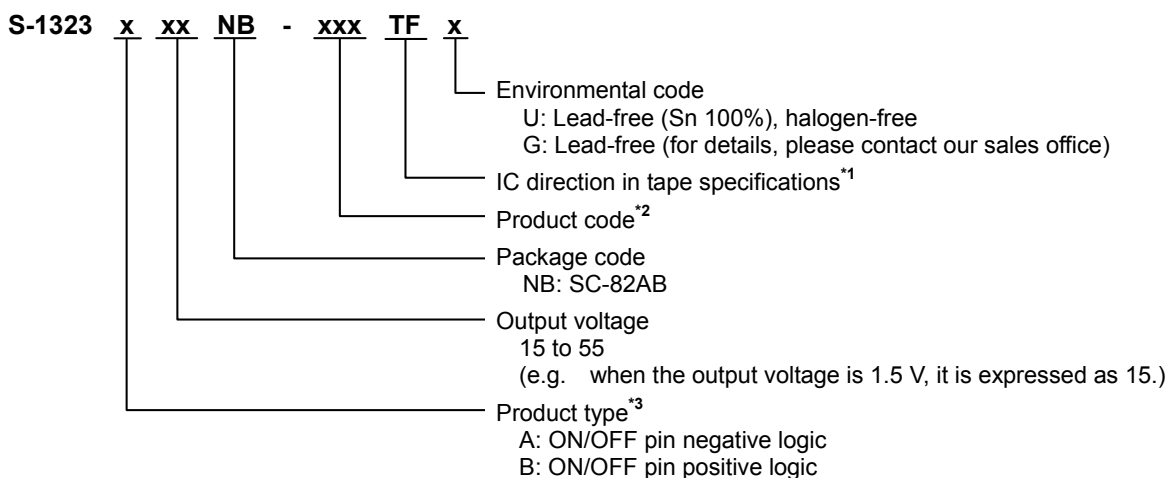 S-1323 x xx NB - xxx TF x
Environmental code
U: Lead-free (Sn 100%), halogen-free
G: Lead-free (for details, please contact our sales office)
IC direction in tape specifications*1
Product code*2
Package code
NB: SC-82AB
Output voltage
15 to 55
(e.g. when the output voltage is 1.5 V, it is expressed as 15.)
Product type*3
A: ON/OFF pin negative logic
B: ON/OFF pin positive logic